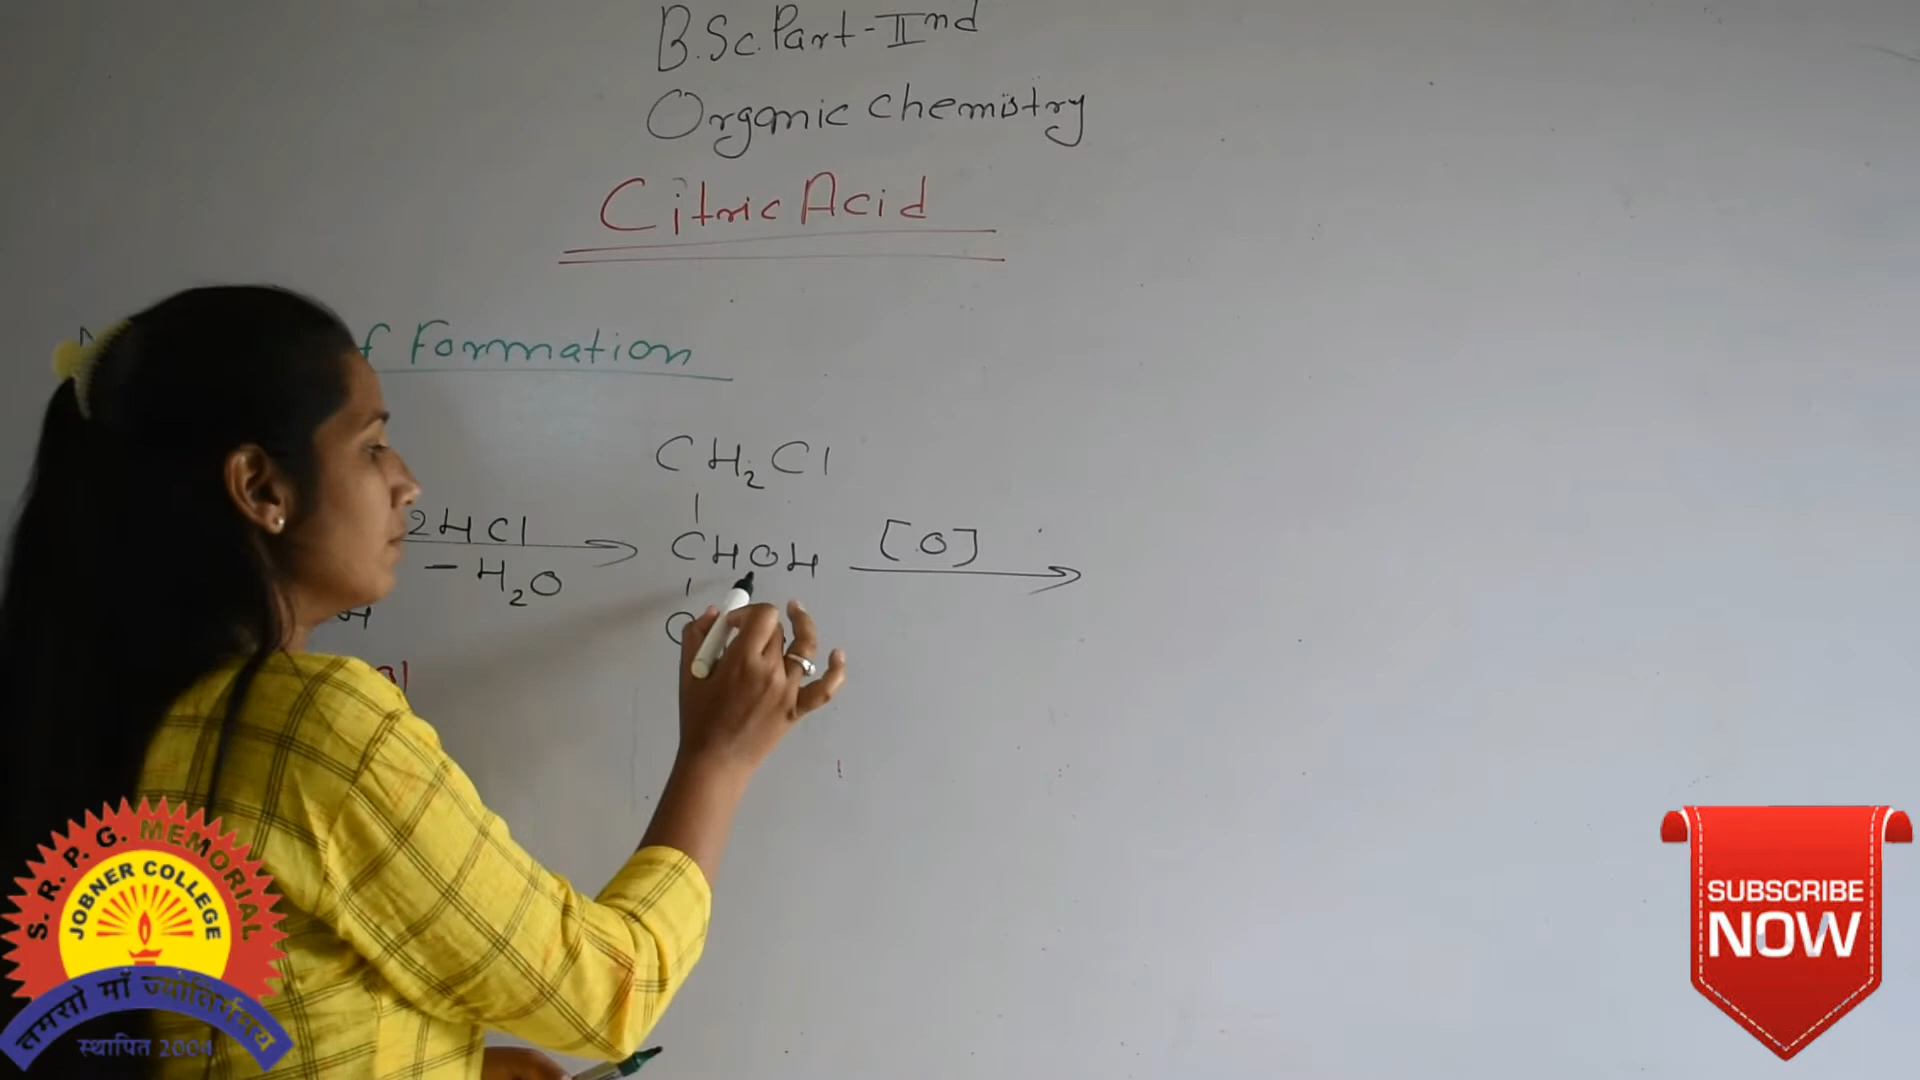 B.Sc. Part-IInd
Organic Chemistry
Citric Acid
Formation
CH2Cl
2HCl
-H2O
CHOH
[O]
S. R. P. G. MEMORIAL
JOBNER COLLEGE
तमसो माँ ज्योतिर्गमय
स्थापित 2004
SUBSCRIBE
NOW